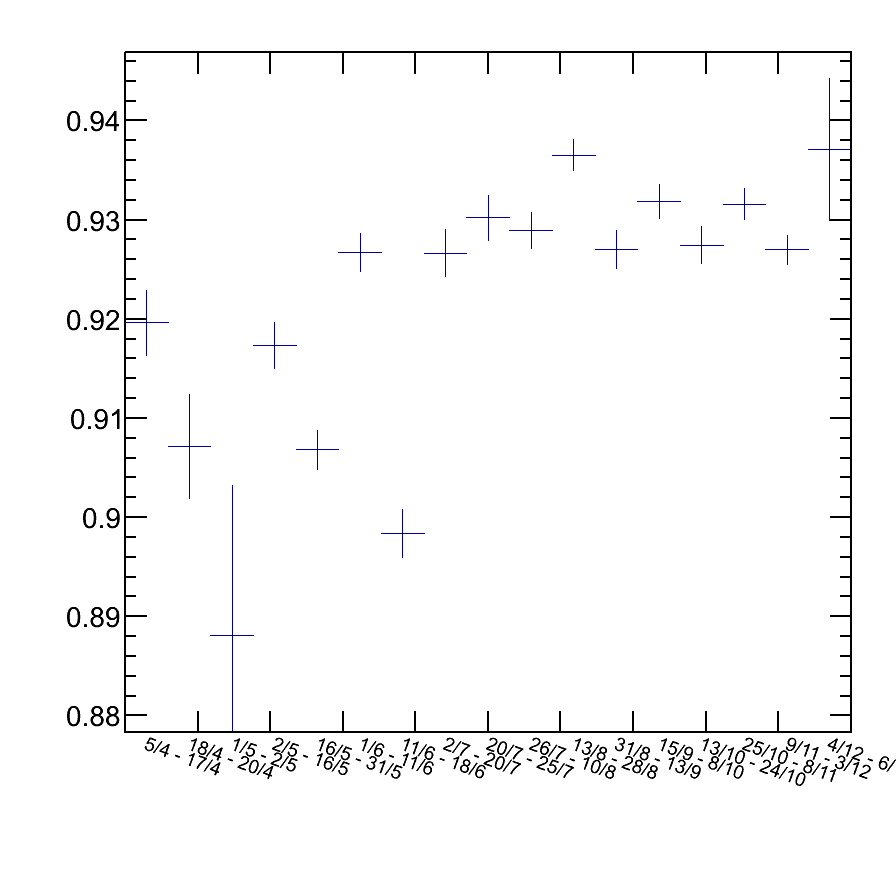 0.94
0.93
0.92
0.91
0.9
0.89
0.88
5/4 - 17/4
18/4 - 20/4
1/5 - 2/5
2/5 - 16/5
16/5 - 31/5
1/6 - 11/6
11/6 - 18/6
2/7 - 20/7
20/7 - 25/7
26/7 - 10/8
13/8 - 28/8
31/8 - 13/9
15/9 - 8/10
13/10 - 24/10
25/10 - 8/11
9/11 - 3/12
4/12 - 6/